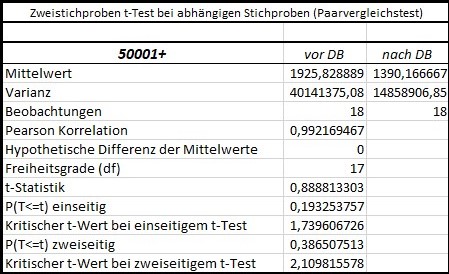 Zweistichproben t-Test bei abhängigen Stichproben (Paarvergleichstest)
50001+ vor DB nach DB
Mittelwert 1925,828889 1390,166667
Varianz 40141375,08 14858906,85
Beobachtungen 18 18
Pearson Korrelation 0,992169467
Hypothetische Differenz der Mittelwerte 0
Freiheitsgrade (df) 17
t-Statistik 0,888813303
P(T<=t) einseitig 0,193253757
Kritischer t-Wert bei einseitigem t-Test 1,739606726
P(T<=t) zweiseitig 0,386507513
Kritischer t-Wert bei zweiseitigem t-Test 2,109815578